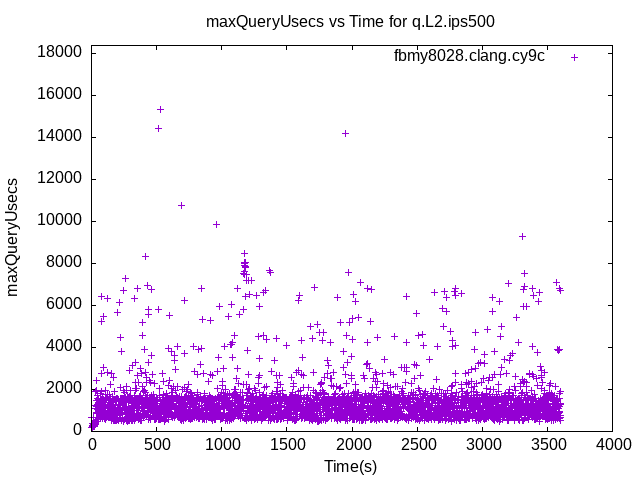 maxQueryUsecs vs Time for q.L2.ips500
fbmy8028.clang.cy9c
maxQueryUsecs
18000
16000
14000
12000
10000
8000
6000
4000
2000
0
0 500 1000 1500 2000 2500 3000 3500 4000
Time(s)